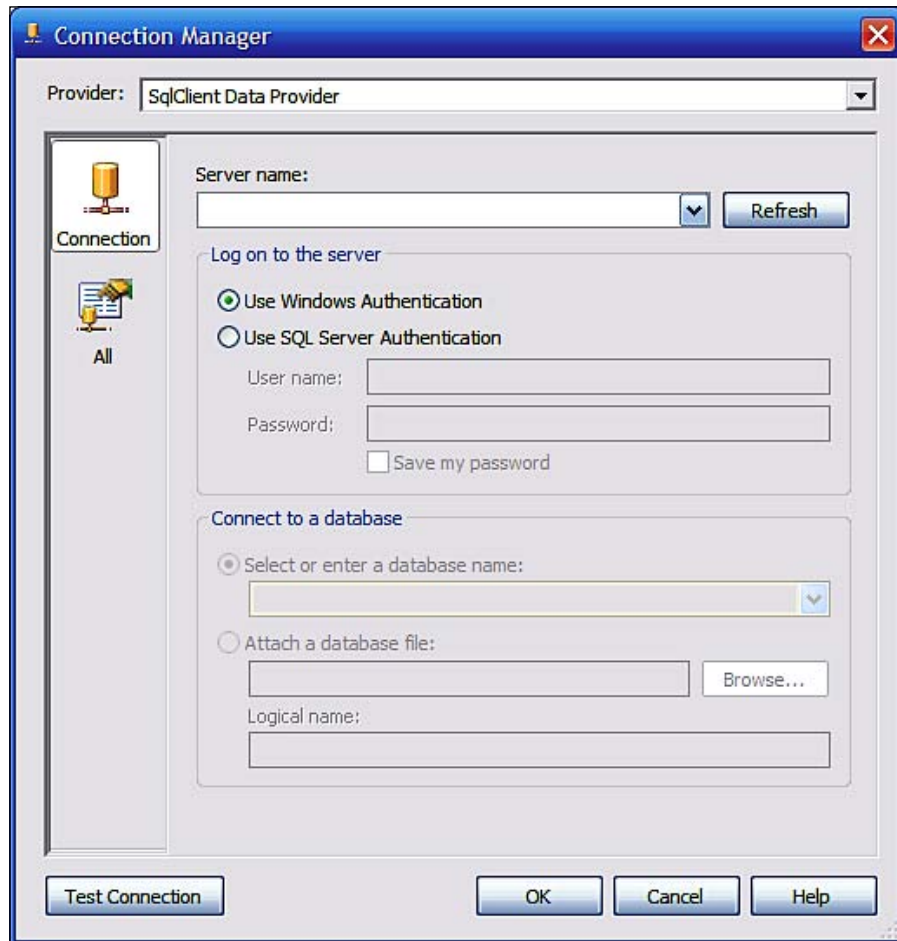 Connection Manager
Provider: SqlClient Data Provider
Server name:
Refresh
Connection
Log on to the server
Use Windows Authentication
Use SQL Server Authentication
All
User name:
Password:
Save my password
Connect to a database
Select or enter a database name:
Attach a database file:
Browse...
Logical name:
Test Connection OK Cancel Help